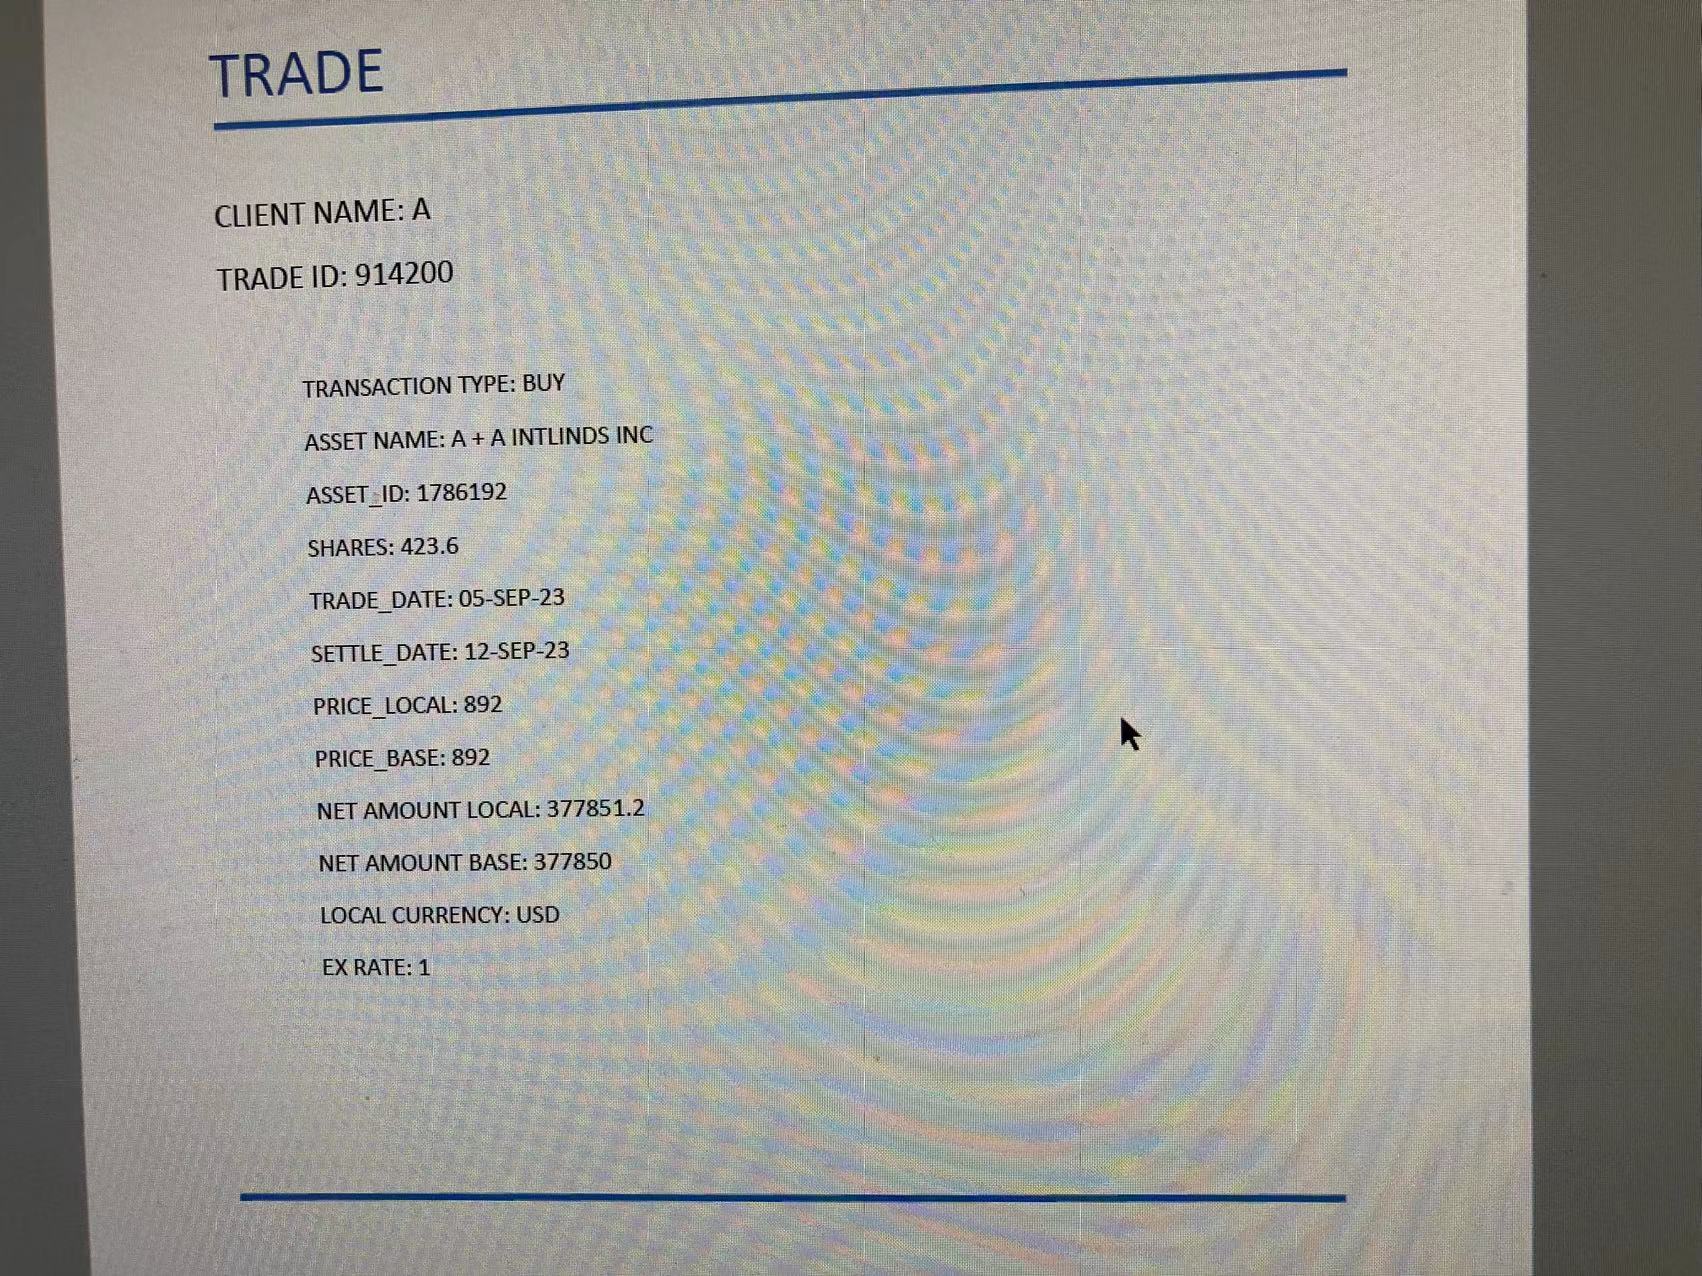 TRADE
CLIENT NAME: A
TRADE ID: 914200
TRANSACTION TYPE: BUY
ASSET NAME: A + A INTLINDS INC
ASSET_ID: 1786192
SHARES: 423.6
TRADE_DATE: 05-SEP-23
SETTLE_DATE: 12-SEP-23
PRICE_LOCAL: 892
PRICE_BASE: 892
NET AMOUNT LOCAL: 377851.2
NET AMOUNT BASE: 377850
LOCAL CURRENCY: USD
EX RATE: 1